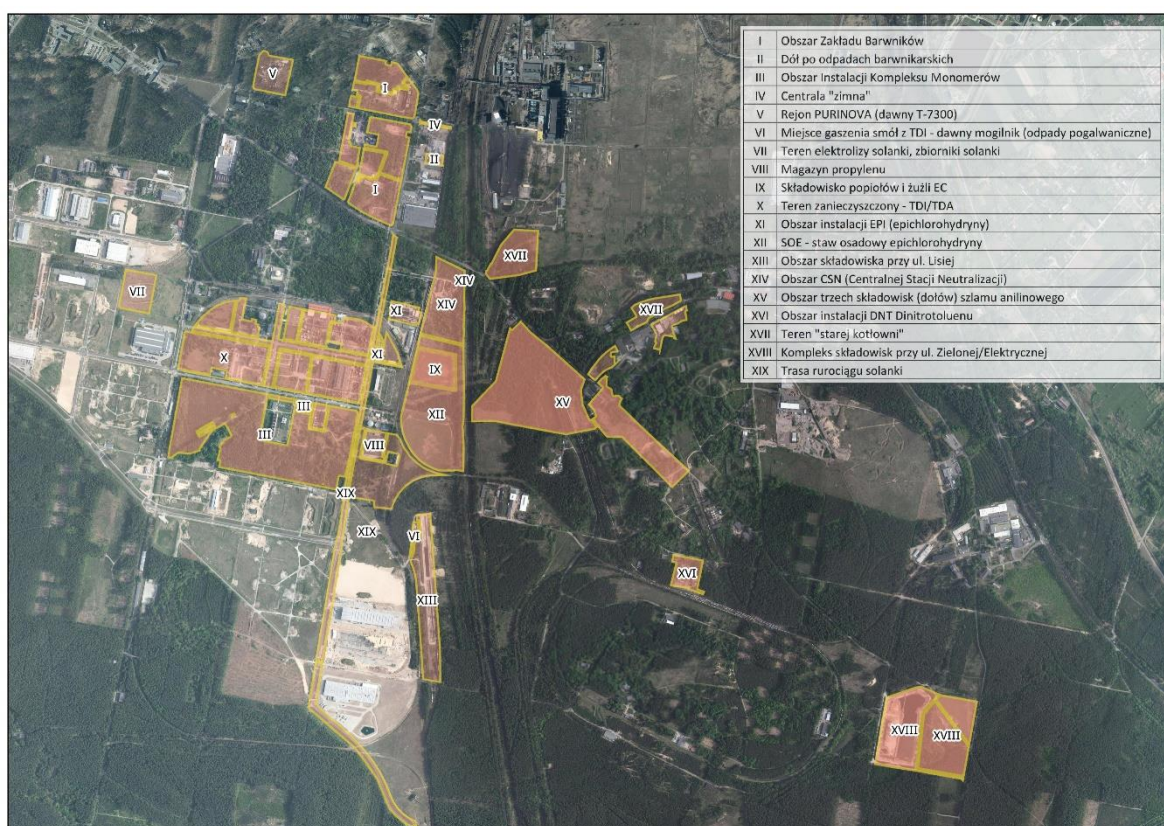 I Obszar Zakładu Barwników
II Dół po odpadach barwnikarskich
III Obszar Instalacji Kompleksu Monomerów
IV Centrala "zimna"
V Rejon PURINOVA (dawny T-7300)
VI Miejsce gaszenia smół z TDI - dawny mogilnik (odpady pogalwaniczne)
VII Teren elektrolizy solanki, zbiorniki solanki
VIII Magazyn propylenu
IX Składowisko popiołów i żużli EC
X Teren zanieczyszczony - TDI/TDA
XI Obszar instalacji EPI (epichlorohydryny)
XII SOE - staw osadowy epichlorohydryny
XIII Obszar składowiska przy ul. Lisiej
XIV Obszar CSN (Centralnej Stacji Neutralizacji)
XV Obszar trzech składowisk (dołów) szlamu anilinowego
XVI Obszar instalacji DNT Dinitrotoluenu
XVII Teren "starej kotłowni"
XVIII Kompleks składowisk przy ul. Zielonej/Elektrycznej
XIX Trasa rurociągu solanki
V
I
IV
II
I
XVII
XIV
VII
XIV
XI
XVII
XI
X
IX
XV
III
XII
III
VIII
XIX
XIX
VI
XVI
XIII
XVIII
XVIII